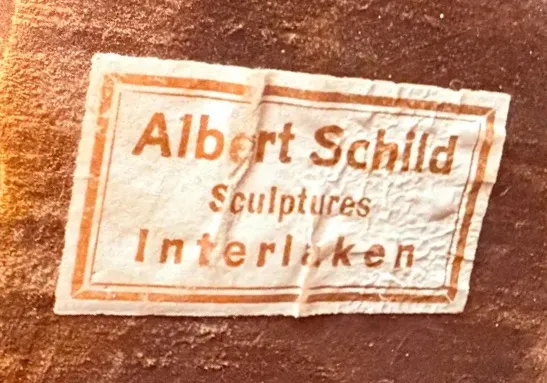 Albert Schild
Sculptures
Interlaken